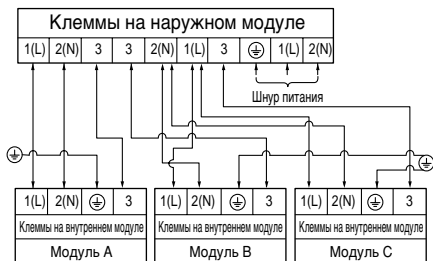 Клеммы на наружном модуле
1(L) 2(N) 3 3 2(N) 1(L) 3 1(L) 2(N)
Шнур питания
1(L) 2(N) 3 1(L) 2(N) 3 1(L) 2(N) 3
Клеммы на внутреннем модуле Клеммы на внутреннем модуле Клеммы на внутреннем модуле
Модуль A Модуль B Модуль C